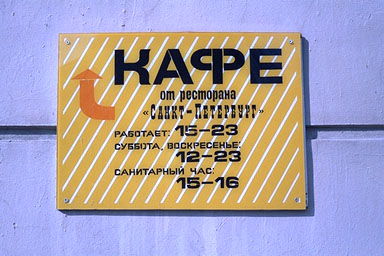 КАФЕ
от ресторана
«САНКТ-ПЕТЕРБУРГ»
РАБОТАЕТ: 15-23
СУББОТА, ВОСКРЕСЕНЬЕ:
12-23
САНИТАРНЫЙ ЧАС:
15-16